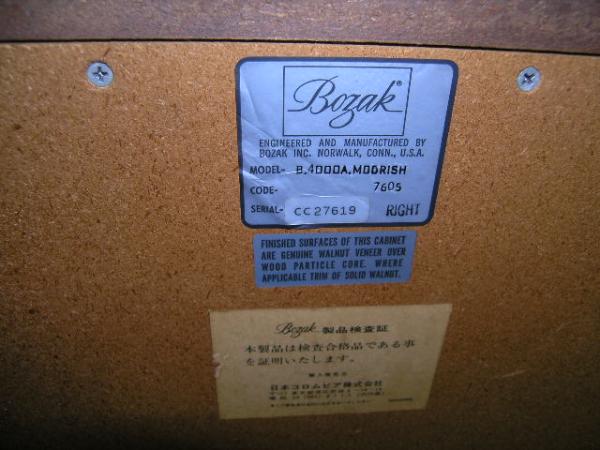 Bozak®
ENGINEERED AND MANUFACTURED BY
BOZAK INC. NORWALK, CONN., U.S.A.
MODEL- B.4000A.MOORISH
CODE- 7605
SERIAL- CC27619 RIGHT
FINISHED SURFACES OF THIS CABINET
ARE GENUINE WALNUT VENEER OVER
WOOD PARTICLE CORE. WHERE
APPLICABLE TRIM OF SOLID WALNUT.
Bozak 製品検査証
本製品は検査合格品である事
を証明いたします。
日本コロムビア株式会社